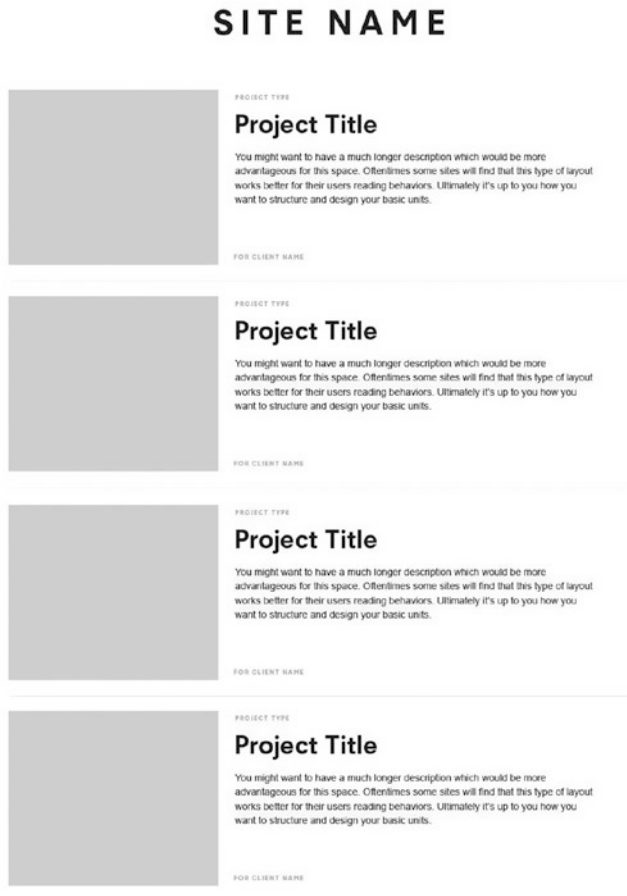 SITE NAME
PROJECT TYPE
Project Title
You might want to have a much longer description which would be more
advantageous for this space. Oftentimes some sites will find that this type of layout
works better for their users reading behaviors. Ultimately it's up to you how you
want to structure and design your basic units.
FOR CLIENT NAME
PROJECT TYPE
Project Title
You might want to have a much longer description which would be more
advantageous for this space. Oftentimes some sites will find that this type of layout
works better for their users reading behaviors. Ultimately it's up to you how you
want to structure and design your basic units.
FOR CLIENT NAME
PROJECT TYPE
Project Title
You might want to have a much longer description which would be more
advantageous for this space. Oftentimes some sites will find that this type of layout
works better for their users reading behaviors. Ultimately it's up to you how you
want to structure and design your basic units.
FOR CLIENT NAME
PROJECT TYPE
Project Title
You might want to have a much longer description which would be more
advantageous for this space. Oftentimes some sites will find that this type of layout
works better for their users reading behaviors. Ultimately it's up to you how you
want to structure and design your basic units.
FOR CLIENT NAME